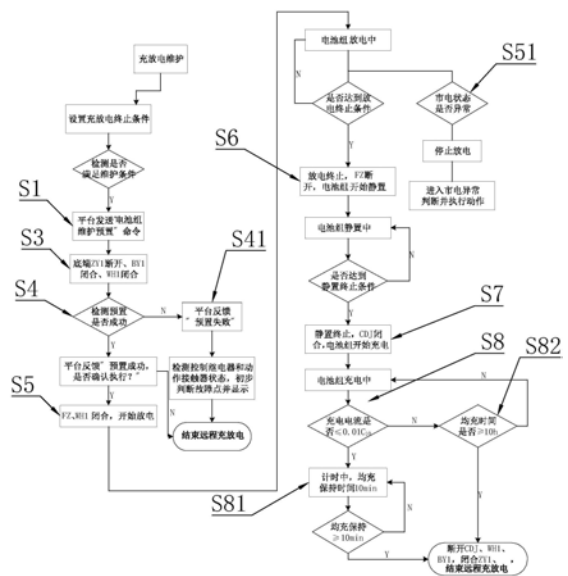 充放电维护
设置充放电终止条件
检测是否
满足维护条件
Y
S1
平台发送"电池组
维护预置"命令
S3
底端ZY1断开、BY1
闭合、WH1闭合
S4
检测预置
是否成功
N
Y
S41
"平台反馈
预置失败"
检测控制继电器和动
作接触器状态，初步
判断故障点并显示
平台反馈"预置成功，
是否确认执行？"
N
Y
S5
FZ、WH1闭合，开始放电
结束远程充放电
电池组放电中
N
是否达到放
电终止条件
Y
S51
市电状态
是否异常
停止放电
进入市电异常
判断并执行动作
S6
放电终止，FZ断
开，电池组开始静置
电池组静置中
是否达到
静置终止条件
Y
S7
静置终止，CDJ闭
合，电池组开始充电
电池组充电中
N
S8
充电电流是
否≤0.01C
N
Y
S82
均充时间
是否≥10h
Y
S81
计时中，均充
保持时间10min
N
均充保持
≥10min
Y
断开CDJ、WH1、
BY1，闭合ZY1、，
结束远程充放电